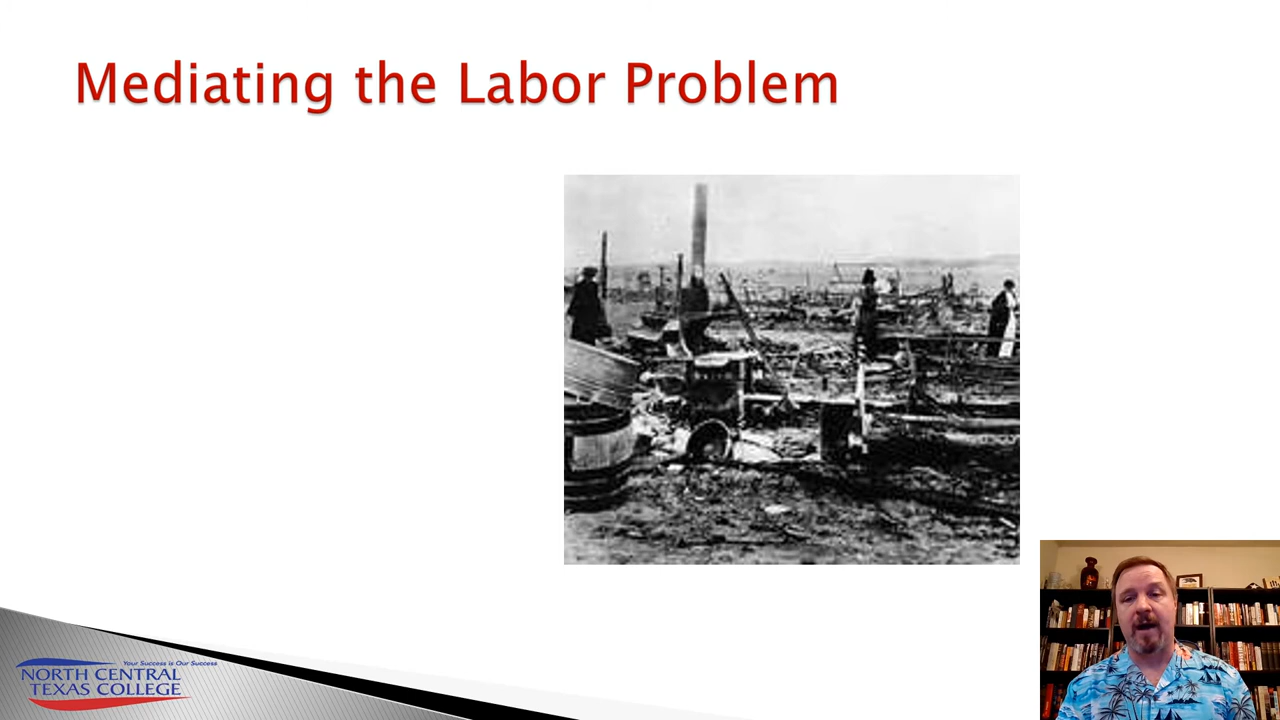 Mediating the Labor Problem
Your Success is Our Success
NORTH CENTRAL
TEXAS COLLEGE